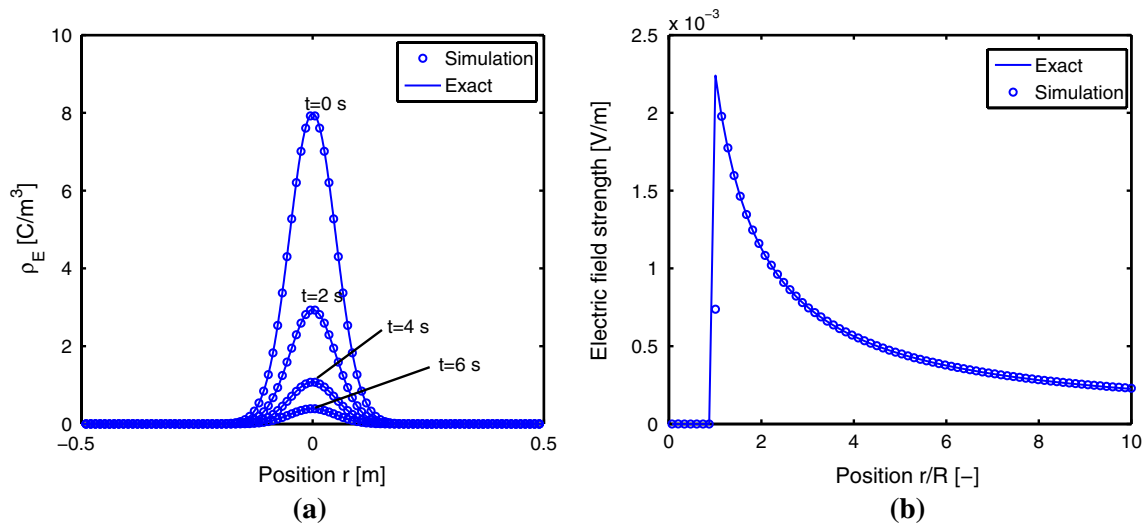 10
8
6
4
2
0
−0.5
0
0.5
ρ_E [C/m³]
Position r [m]
Simulation
Exact
t=0 s
t=2 s
t=4 s
t=6 s
(a)
x 10⁻³
2.5
2
1.5
1
0.5
0
0
2
4
6
8
10
Electric field strength [V/m]
Position r/R [−]
Exact
Simulation
(b)